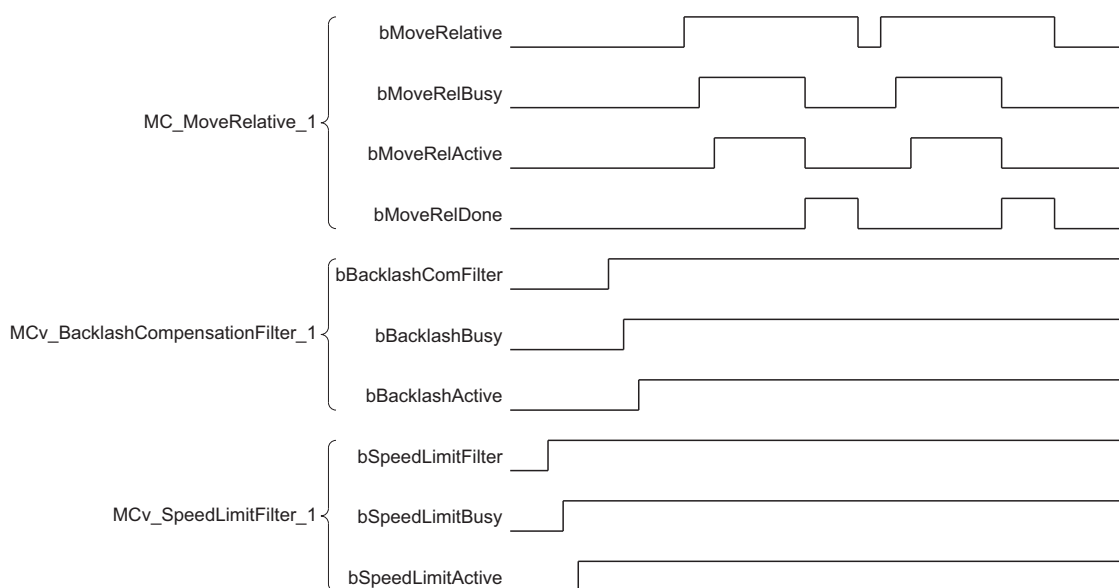 bMoveRelative
bMoveRelBusy
MC_MoveRelative_1
bMoveRelActive
bMoveRelDone
bBacklashComFilter
MCv_BacklashCompensationFilter_1
bBacklashBusy
bBacklashActive
bSpeedLimitFilter
MCv_SpeedLimitFilter_1
bSpeedLimitBusy
bSpeedLimitActive